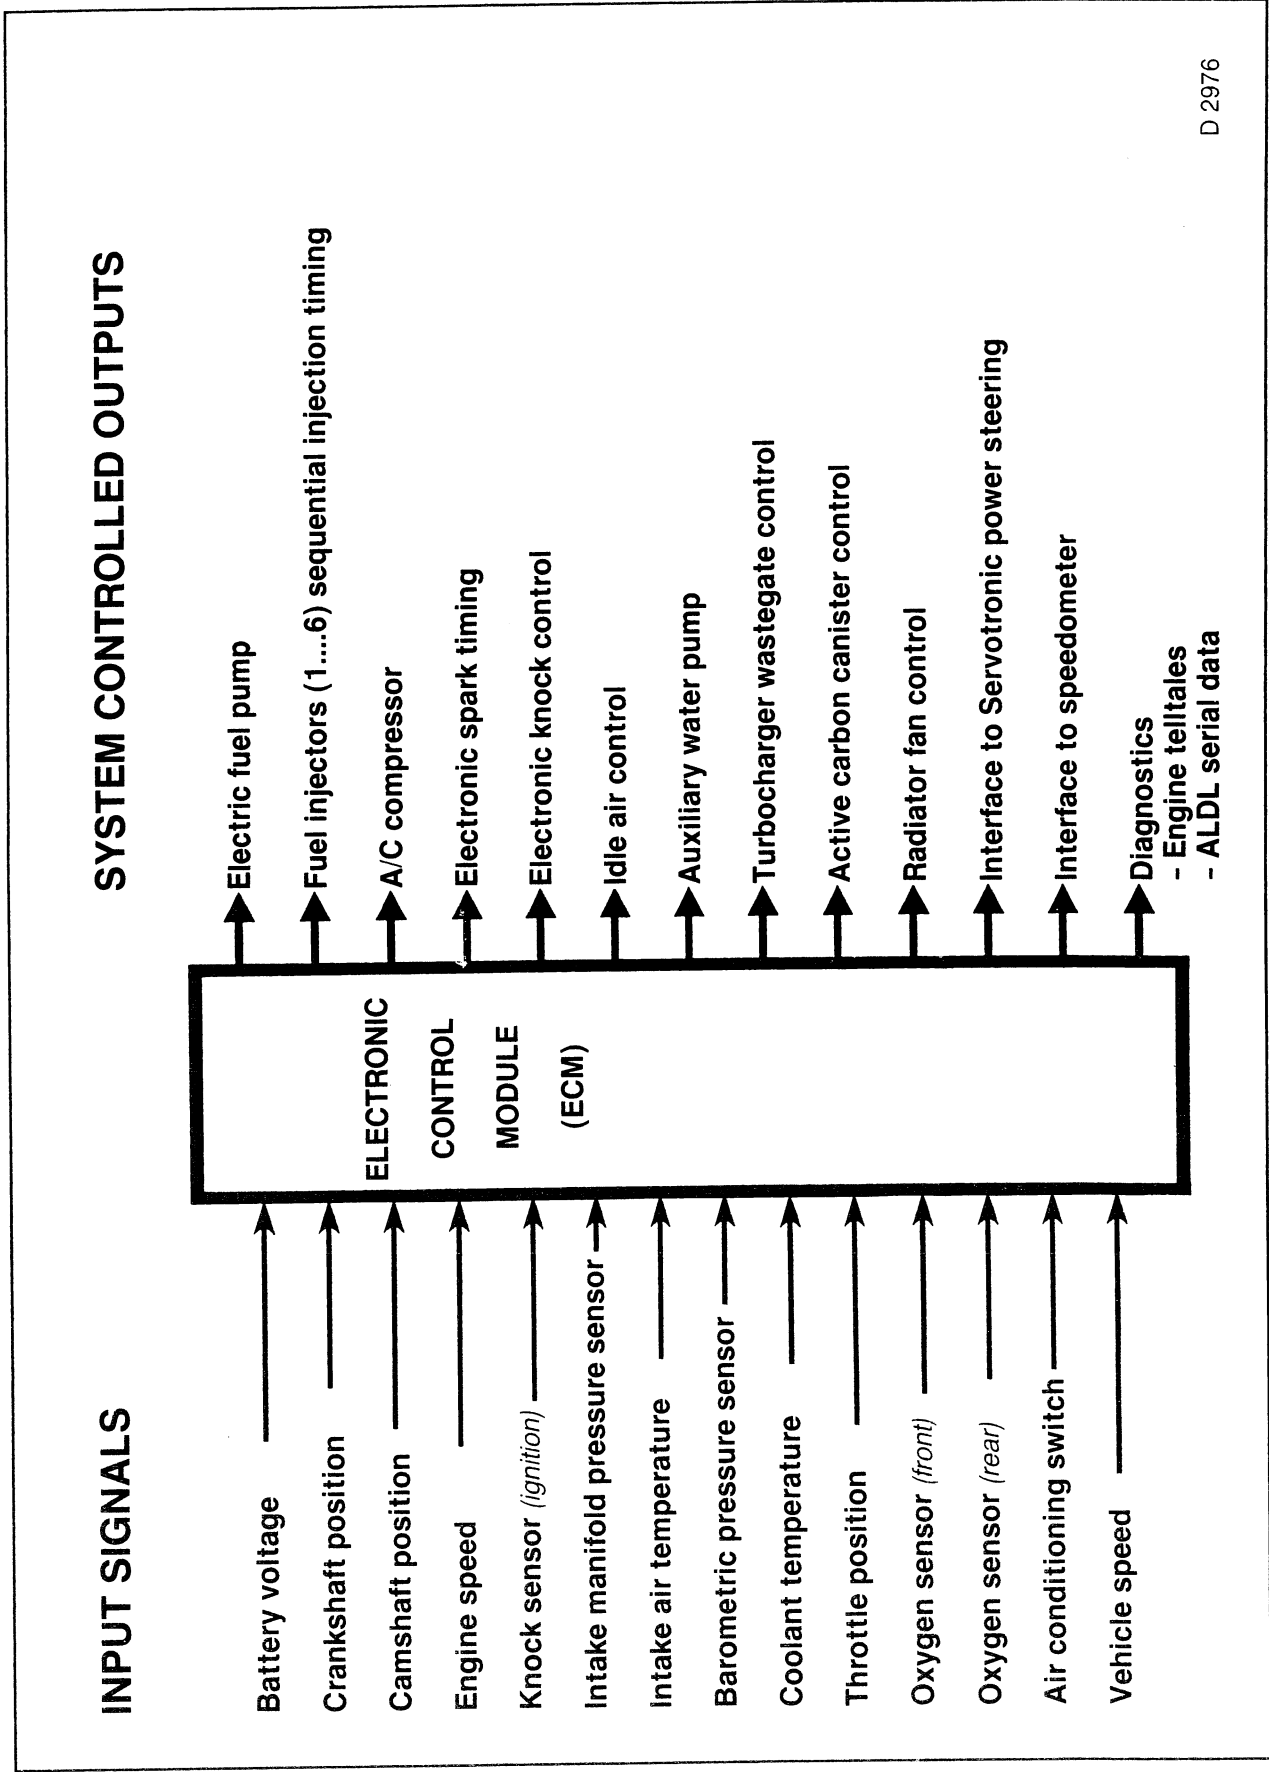 INPUT SIGNALS
Battery voltage
Crankshaft position
Camshaft position
Engine speed
Knock sensor (ignition)
Intake manifold pressure sensor
Intake air temperature
Barometric pressure sensor
Coolant temperature
Throttle position
Oxygen sensor (front)
Oxygen sensor (rear)
Air conditioning switch
Vehicle speed
ELECTRONIC
CONTROL
MODULE
(ECM)
SYSTEM CONTROLLED OUTPUTS
Electric fuel pump
Fuel injectors (1....6) sequential injection timing
A/C compressor
Electronic spark timing
Electronic knock control
Idle air control
Auxiliary water pump
Turbocharger wastegate control
Active carbon canister control
Radiator fan control
Interface to Servotronic power steering
Interface to speedometer
Diagnostics
- Engine telltales
- ALDL serial data
D 2976